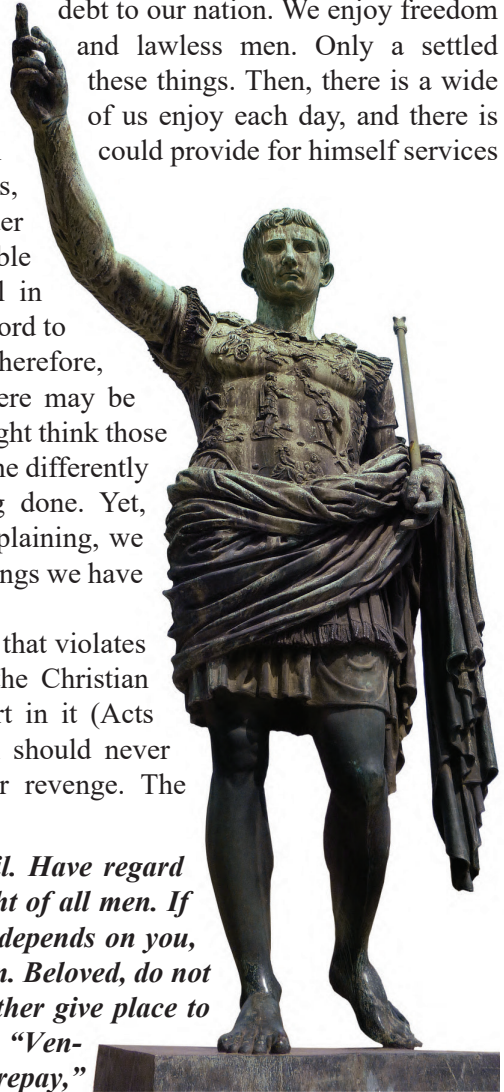 debt to our nation. We enjoy freedom
and lawless men. Only a settled
these things. Then, there is a wide
of us enjoy each day, and there is
could provide for himself services
s,
er
ble
l in
ord to
herefore,
ere may be
ght think those
ne differently
g done. Yet,
plaining, we
ngs we have
that violates
he Christian
rt in it (Acts
should never
r revenge. The
il. Have regard
ht of all men. If
depends on you,
n. Beloved, do not
ther give place to
“Ven-
repay,”